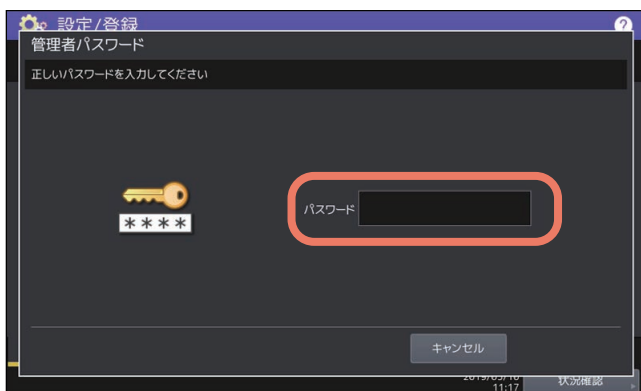 設定/登録
?
管理者パスワード
正しいパスワードを入力してください
****
パスワード
キャンセル
11:17
状況確認